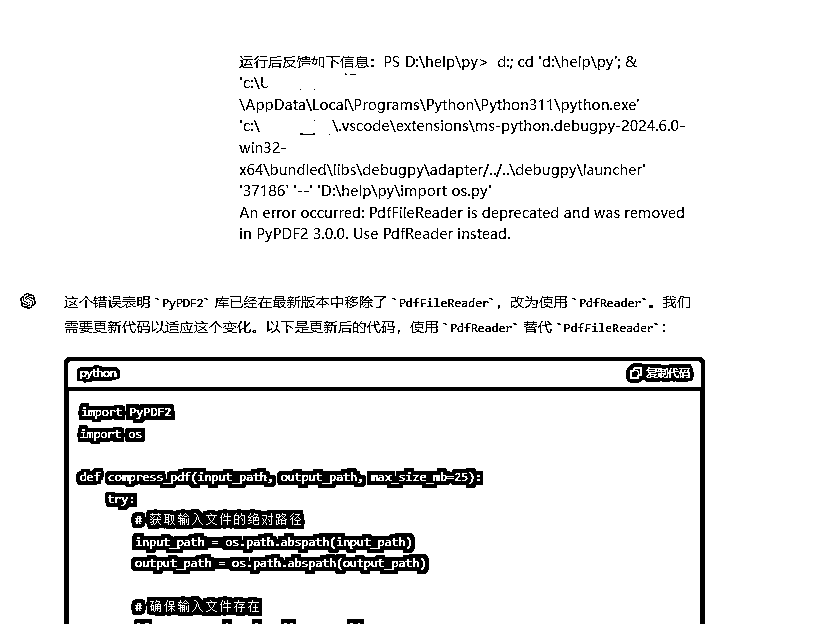 运行后反馈如下信息：PS D:\help\py>  d:; cd 'd:\help\py'; &
'c:\
\AppData\Local\Programs\Python\Python311\python.exe'
'c:\ \.vscode\extensions\ms-python.debugpy-2024.6.0-
win32-
x64\bundled\libs\debugpy\adapter/../..\debugpy\launcher'
'37186' '--' 'D:\help\py\import os.py'
An error occurred: PdfFileReader is deprecated and was removed
in PyPDF2 3.0.0. Use PdfReader instead.
这个错误表明 `PyPDF2` 库已经在最新版本中移除了 `PdfFileReader`，改为使用 `PdfReader`。我们
需要更新代码以适应这个变化。以下是更新后的代码，使用 `PdfReader` 替代 `PdfFileReader`：
python 复制代码
import PyPDF2
import os
def compress_pdf(input_path, output_path, max_size_mb=25):
try:
# 获取输入文件的绝对路径
input_path = os.path.abspath(input_path)
output_path = os.path.abspath(output_path)
# 确保输入文件存在